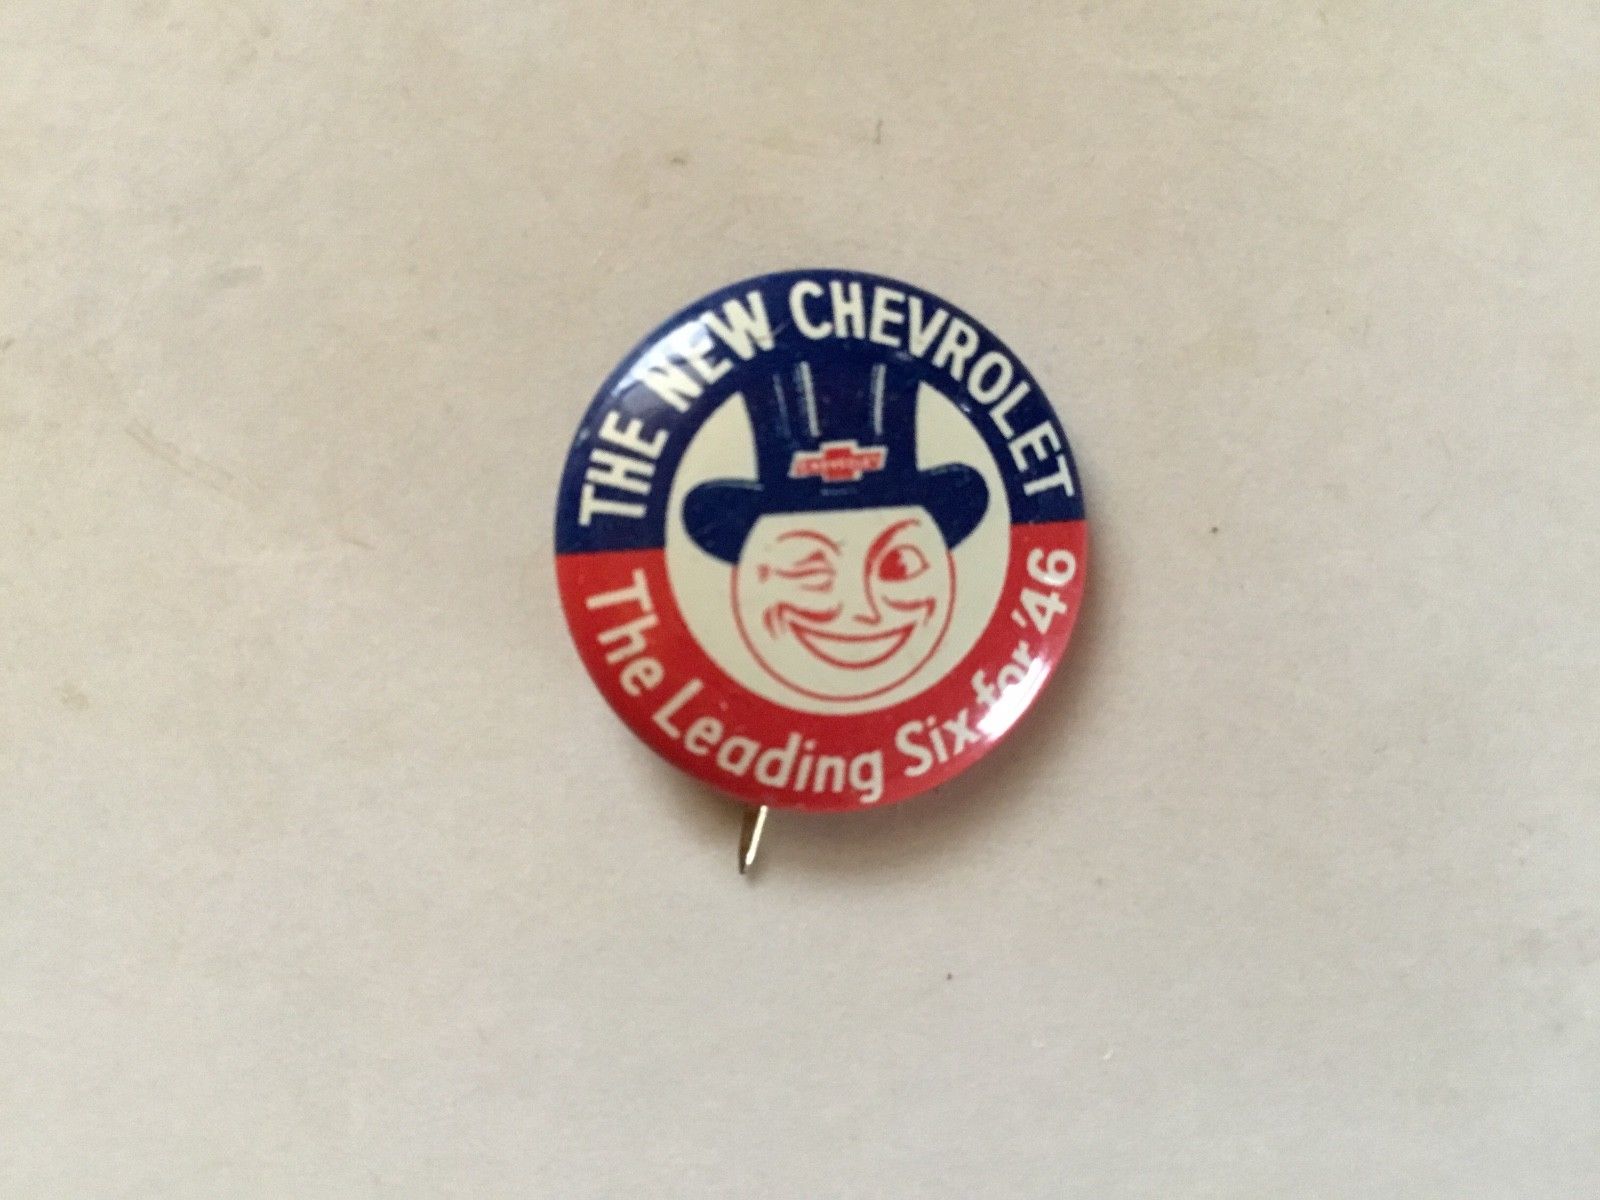 THE NEW CHEVROLET
The Leading Six for '46